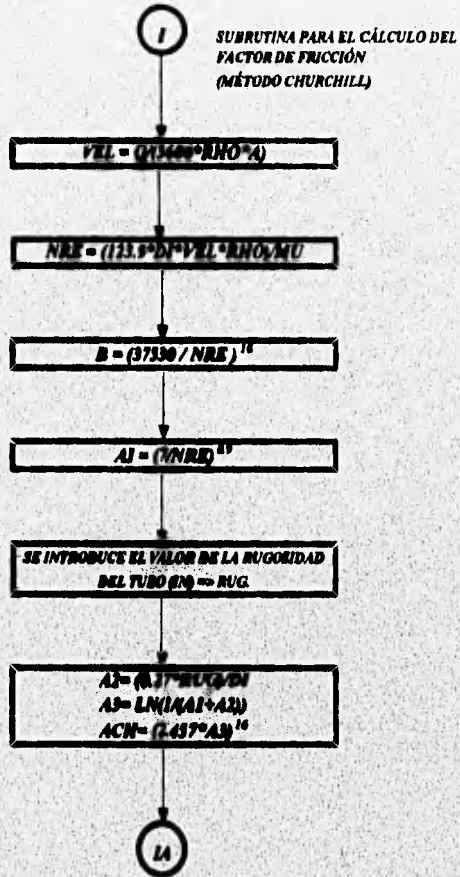 I
SUBRUTINA PARA EL CÁLCULO DEL
FACTOR DE FRICCIÓN
(MÉTODO CHURCHILL)
VEL = Q/(3600*RHO*A)
NRE = (123.9*DI*VEL*RHO)/MU
B = (37530 / NRE)^16
A1 = (7/NRE)^0.9
SE INTRODUCE EL VALOR DE LA RUGOSIDAD
DEL TUBO (IN) => RUG.
A2= (0.27*RUG)/DI
A3= LN(1/(A1+A2))
ACH= (2.457*A3)^16
IA